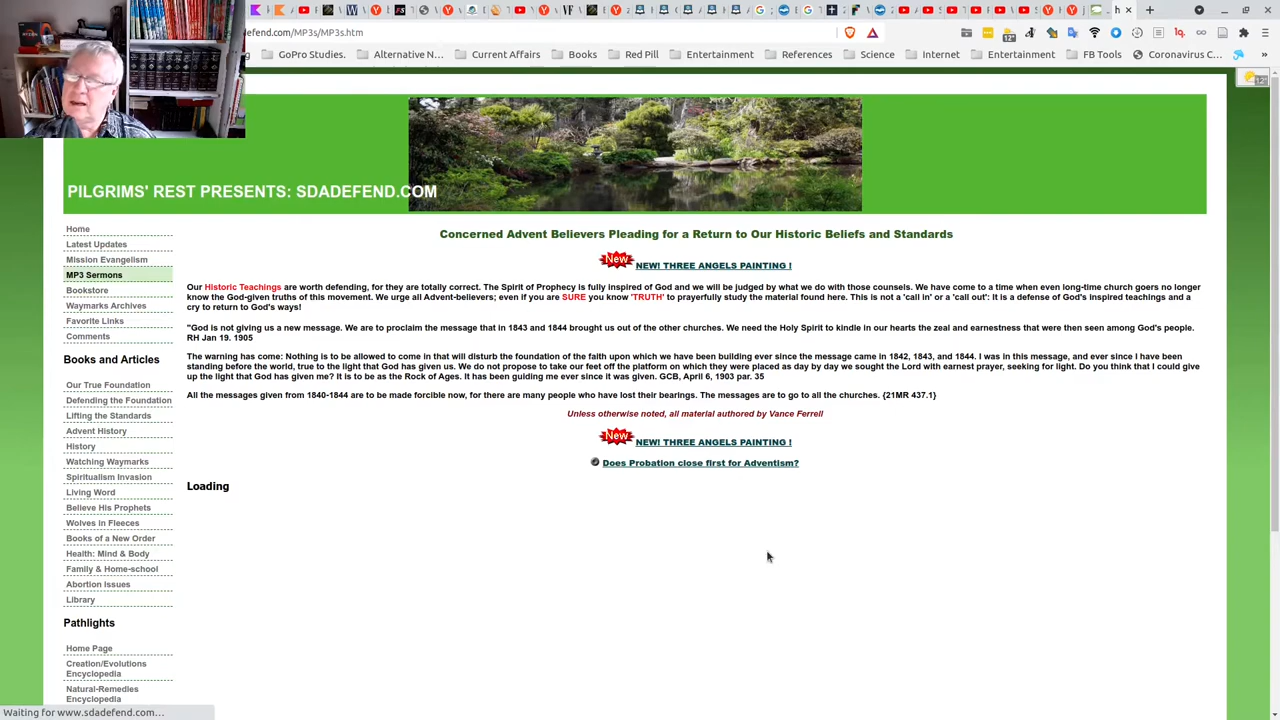 defend.com/MP3s/MP3s.htm
GoPro Studios.
Alternative N...
Current Affairs
Books
Red Pill
Entertainment
References
Science
Internet
Entertainment
FB Tools
Coronavirus C...
PILGRIMS' REST PRESENTS: SDADEFEND.COM
Home
Latest Updates
Mission Evangelism
MP3 Sermons
Bookstore
Waymarks Archives
Favorite Links
Comments
Books and Articles
Our True Foundation
Defending the Foundation
Lifting the Standards
Advent History
History
Watching Waymarks
Spiritualism Invasion
Living Word
Believe His Prophets
Wolves in Fleeces
Books of a New Order
Health: Mind & Body
Family & Home-school
Abortion Issues
Library
Pathlights
Home Page
Creation/Evolutions
Encyclopedia
Natural-Remedies
Encyclopedia
Concerned Advent Believers Pleading for a Return to Our Historic Beliefs and Standards
New NEW! THREE ANGELS PAINTING !
Our Historic Teachings are worth defending, for they are totally correct. The Spirit of Prophecy is fully inspired of God and we will be judged by what we do with those counsels. We have come to a time when even long-time church goers no longer
know the God-given truths of this movement. We urge all Advent-believers; even if you are SURE you know 'TRUTH' to prayerfully study the material found here. This is not a 'call in' or a 'call out': It is a defense of God's inspired teachings and a
cry to return to God's ways!
"God is not giving us a new message. We are to proclaim the message that in 1843 and 1844 brought us out of the other churches. We need the Holy Spirit to kindle in our hearts the zeal and earnestness that were then seen among God's people.
RH Jan 19. 1905
The warning has come: Nothing is to be allowed to come in that will disturb the foundation of the faith upon which we have been building ever since the message came in 1842, 1843, and 1844. I was in this message, and ever since I have been
standing before the world, true to the light that God has given us. We do not propose to take our feet off the platform on which they were placed as day by day we sought the Lord with earnest prayer, seeking for light. Do you think that I could give
up the light that God has given me? It is to be as the Rock of Ages. It has been guiding me ever since it was given. GCB, April 6, 1903 par. 35
All the messages given from 1840-1844 are to be made forcible now, for there are many people who have lost their bearings. The messages are to go to all the churches. {21MR 437.1}
Unless otherwise noted, all material authored by Vance Ferrell
New NEW! THREE ANGELS PAINTING !
Does Probation close first for Adventism?
Loading
Waiting for www.sdadefend.com...